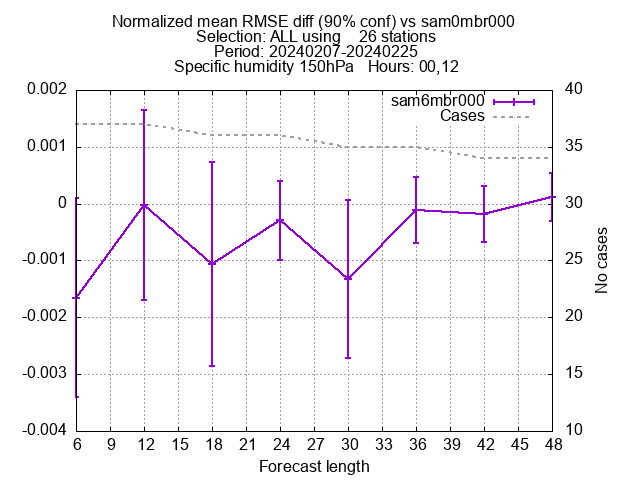 Normalized mean RMSE diff (90% conf) vs sam0mbr000
Selection: ALL using 26 stations
Period: 20240207-20240225
Specific humidity 150hPa Hours: 00,12
sam6mbr000
Cases
0.002
0.001
0
-0.001
-0.002
-0.003
-0.004
40
35
30
25
20
15
10
No cases
6 9 12 15 18 21 24 27 30 33 36 39 42 45 48
Forecast length